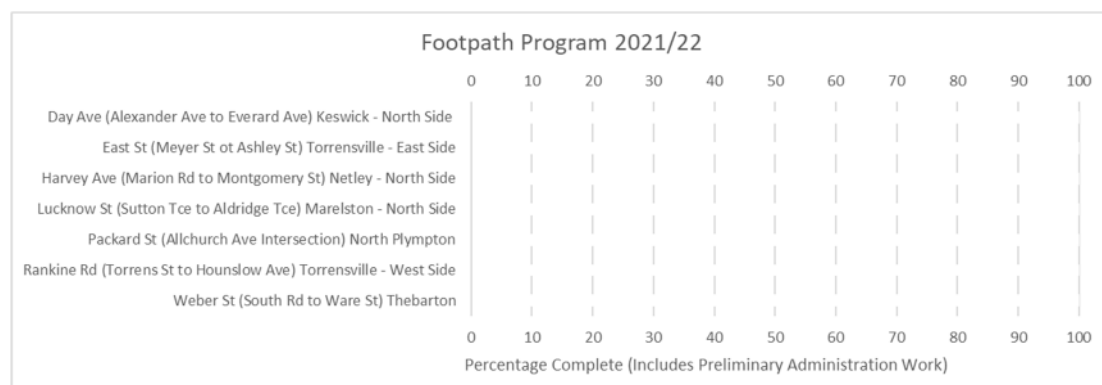 Footpath Program 2021/22
0 10 20 30 40 50 60 70 80 90 100
Day Ave (Alexander Ave to Everard Ave) Keswick - North Side
East St (Meyer St ot Ashley St) Torrensville - East Side
Harvey Ave (Marion Rd to Montgomery St) Netley - North Side
Lucknow St (Sutton Tce to Aldridge Tce) Marelston - North Side
Packard St (Allchurch Ave Intersection) North Plympton
Rankine Rd (Torrens St to Hounslow Ave) Torrensville - West Side
Weber St (South Rd to Ware St) Thebarton
0 10 20 30 40 50 60 70 80 90 100
Percentage Complete (Includes Preliminary Administration Work)